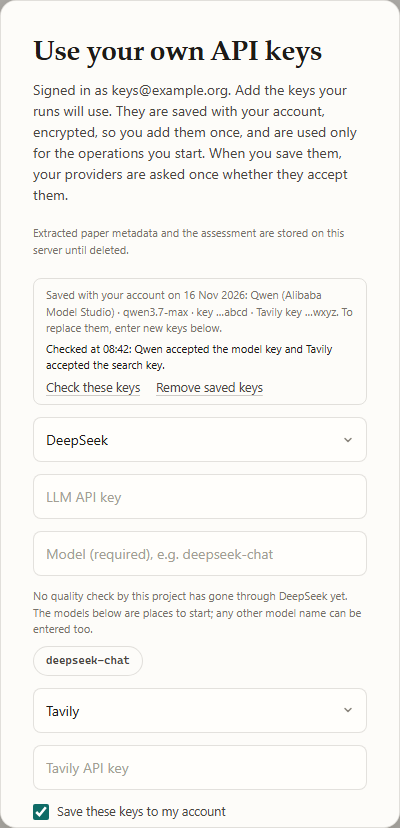 Use your own API keys
Signed in as keys@example.org. Add the keys your
runs will use. They are saved with your account,
encrypted, so you add them once, and are used only
for the operations you start. When you save them,
your providers are asked once whether they accept
them.
Extracted paper metadata and the assessment are stored on this
server until deleted.
Saved with your account on 16 Nov 2026: Qwen (Alibaba
Model Studio) · qwen3.7-max · key …abcd · Tavily key …wxyz. To
replace them, enter new keys below.
Checked at 08:42: Qwen accepted the model key and Tavily
accepted the search key.
Check these keys Remove saved keys
DeepSeek
LLM API key
Model (required), e.g. deepseek-chat
No quality check by this project has gone through DeepSeek yet.
The models below are places to start; any other model name can be
entered too.
deepseek-chat
Tavily
Tavily API key
Save these keys to my account